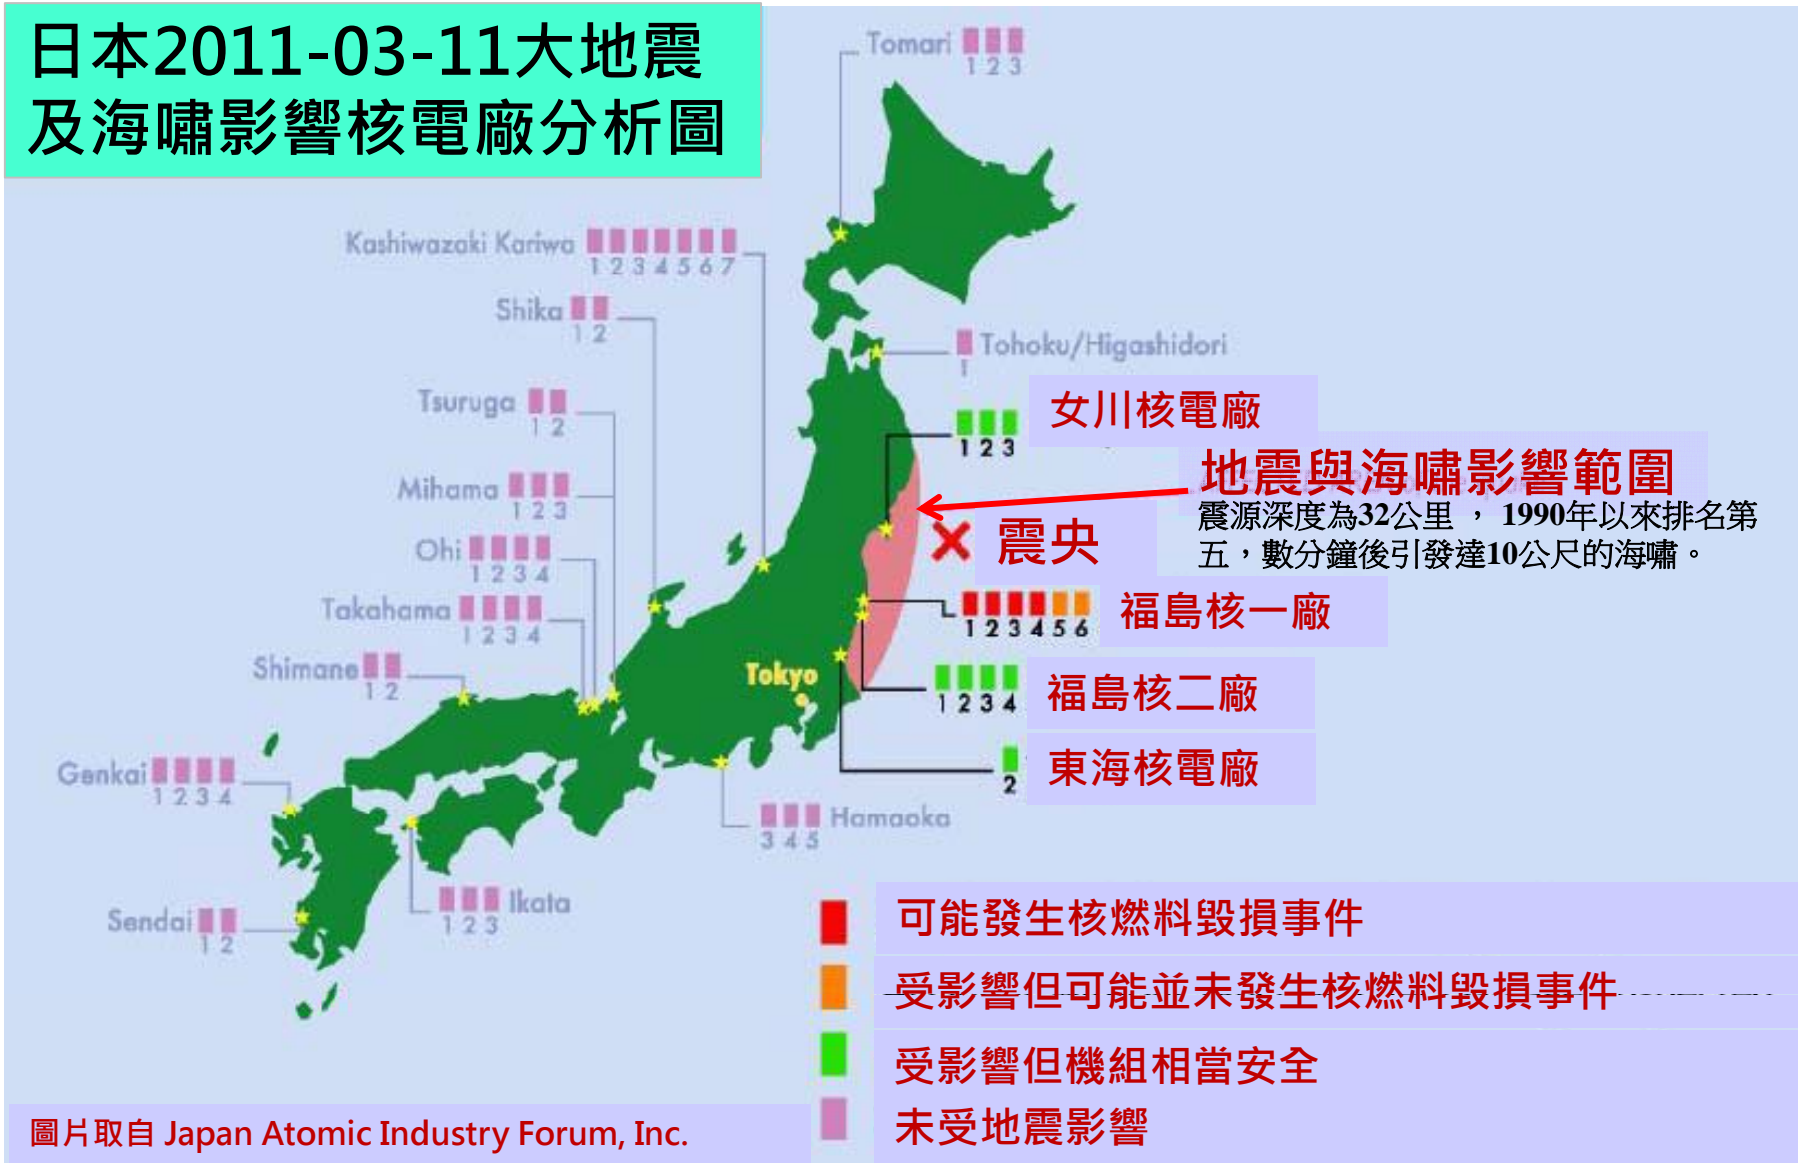 日本2011-03-11大地震
及海嘯影響核電廠分析圖
Tomari
1 2 3
Kashiwazaki Kariwa
1 2 3 4 5 6 7
Shika
1 2
Tohoku/Higashidori
1
Tsuruga
1 2
女川核電廠
1 2 3
地震與海嘯影響範圍
震源深度為32公里 , 1990年以來排名第
五，數分鐘後引發達10公尺的海嘯。
Mihama
1 2 3
震央
Ohi
1 2 3 4
Takahama
1 2 3 4
福島核一廠
1 2 3 4 5 6
Shimane
1 2
Tokyo
福島核二廠
1 2 3 4
東海核電廠
2
Genkai
1 2 3 4
Hamaoka
3 4 5
Ikata
1 2 3
Sendai
1 2
可能發生核燃料毀損事件
受影響但可能並未發生核燃料毀損事件
受影響但機組相當安全
未受地震影響
圖片取自 Japan Atomic Industry Forum, Inc.